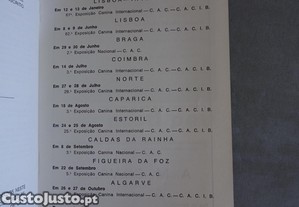 LISBOA
Em 13 e 14 de Janeiro
Exposição Canina Internacional — C. A. C. I. B.
LISBOA
Em 8 e 9 de Junho
Exposição Canina Internacional — C. A. C. I. B.
BRAGA
Em 29 e 30 de Junho
Exposição Nacional — C. A. C.
COIMBRA
Em 14 de Julho
Exposição Canina Internacional — C. A. C. I. B.
NORTE
Em 27 e 28 de Julho
Exposição Canina Internacional — C. A. C. I. B.
CAPARICA
Em 10 de Agosto
3.ª Exposição Canina Internacional — C. A. C. I. B.
ESTORIL
Em 24 e 25 de Agosto
Exposição Canina Internacional — C. A. C. I. B.
CALDAS DA RAINHA
Em 8 de Setembro
Exposição Canina Nacional — C. A. C.
FIGUEIRA DA FOZ
Em 22 de Setembro
Exposição Canina Nacional — C. A. C.
ALGARVE
Em 26 e 27 de Outubro
Exposição Canina Internacional — C. A. C. I. B.
CustoJusto.pt